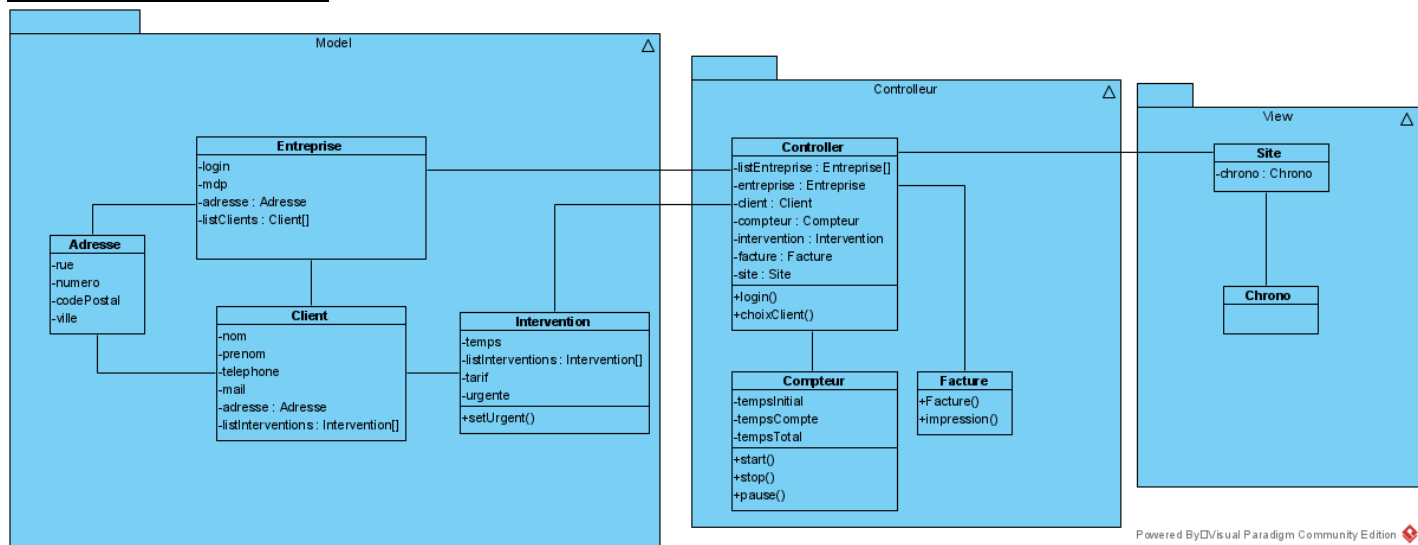 Model
Entreprise
-login
-mdp
-adresse : Adresse
-listClients : Client[]
Adresse
-rue
-numero
-codePostal
-ville
Client
-nom
-prenom
-telephone
-mail
-adresse : Adresse
-listInterventions : Intervention[]
Intervention
-temps
-listInterventions : Intervention[]
-tarif
-urgente
+setUrgent()
Controlleur
Controller
-listEntreprise : Entreprise[]
-entreprise : Entreprise
-client : Client
-compteur : Compteur
-intervention : Intervention
-facture : Facture
-site : Site
+login()
+choixClient()
Compteur
-tempsInitial
-tempsCompte
-tempsTotal
+start()
+stop()
+pause()
Facture
+Facture()
+impression()
View
Site
-chrono : Chrono
Chrono
Powered By□Visual Paradigm Community Edition